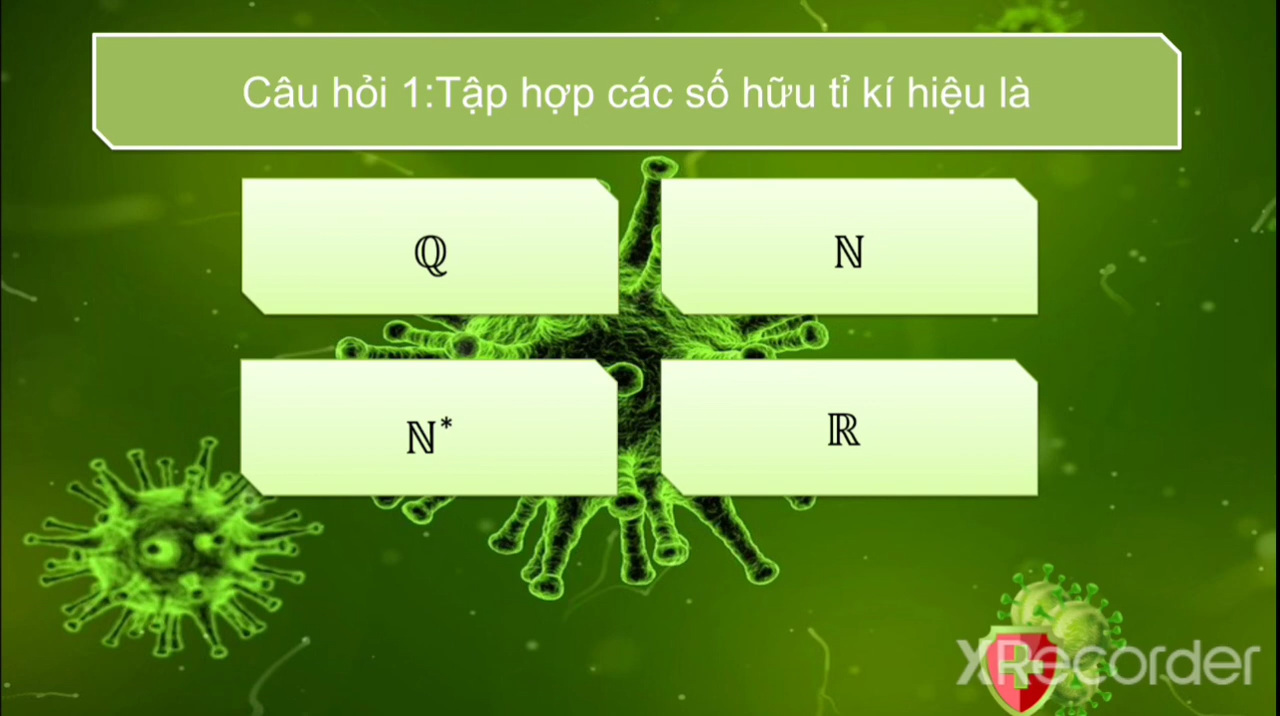 Câu hỏi 1:Tập hợp các số hữu tỉ kí hiệu là
ℚ
ℕ
ℕ*
ℝ
XRecorder